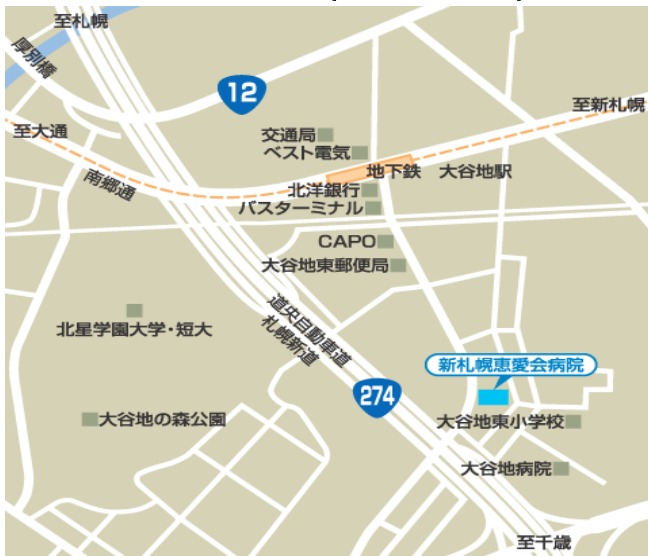 至札幌
厚別橋
12
至新札幌
至大通
交通局
ベスト電気
地下鉄 大谷地駅
南郷通
北洋銀行
バスターミナル
CAPO
大谷地東郵便局
道央自動車道
札幌新道
北星学園大学・短大
新札幌恵愛会病院
274
大谷地の森公園
大谷地東小学校
大谷地病院
至千歳